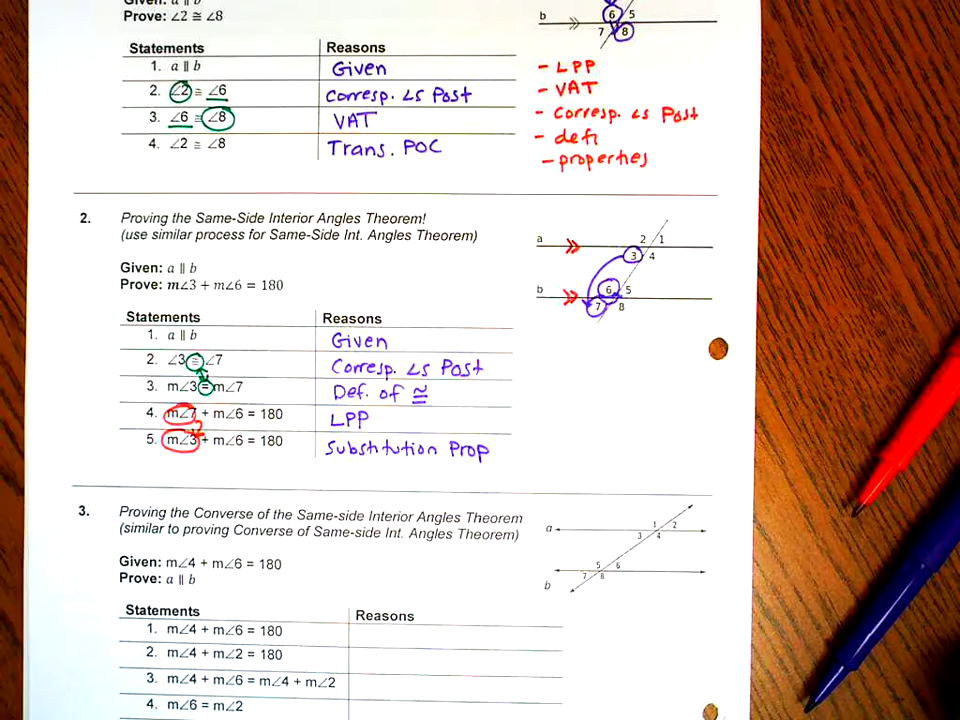 Given: a ∥ b
Prove: ∠2 ≅ ∠8
b 6 5
7 8
Statements Reasons
1. a ∥ b Given
2. ∠2 ≅ ∠6 Corresp. ∠s Post
3. ∠6 ≅ ∠8 VAT
4. ∠2 ≅ ∠8 Trans. POC
- LPP
- VAT
- Corresp. ∠s Post
- defi
- properties
2. Proving the Same-Side Interior Angles Theorem!
(use similar process for Same-Side Int. Angles Theorem)
Given: a ∥ b
Prove: m∠3 + m∠6 = 180
a 2 1
3 4
b 6 5
7 8
Statements Reasons
1. a ∥ b Given
2. ∠3 ≅ ∠7 Corresp. ∠s Post
3. m∠3 = m∠7 Def. of ≅
4. m∠7 + m∠6 = 180 LPP
5. m∠3 + m∠6 = 180 Substitution Prop
3. Proving the Converse of the Same-side Interior Angles Theorem
(similar to proving Converse of Same-side Int. Angles Theorem)
Given: m∠4 + m∠6 = 180
Prove: a ∥ b
a 1 2
3 4
5 6
7 8
b
Statements Reasons
1. m∠4 + m∠6 = 180
2. m∠4 + m∠2 = 180
3. m∠4 + m∠6 = m∠4 + m∠2
4. m∠6 = m∠2